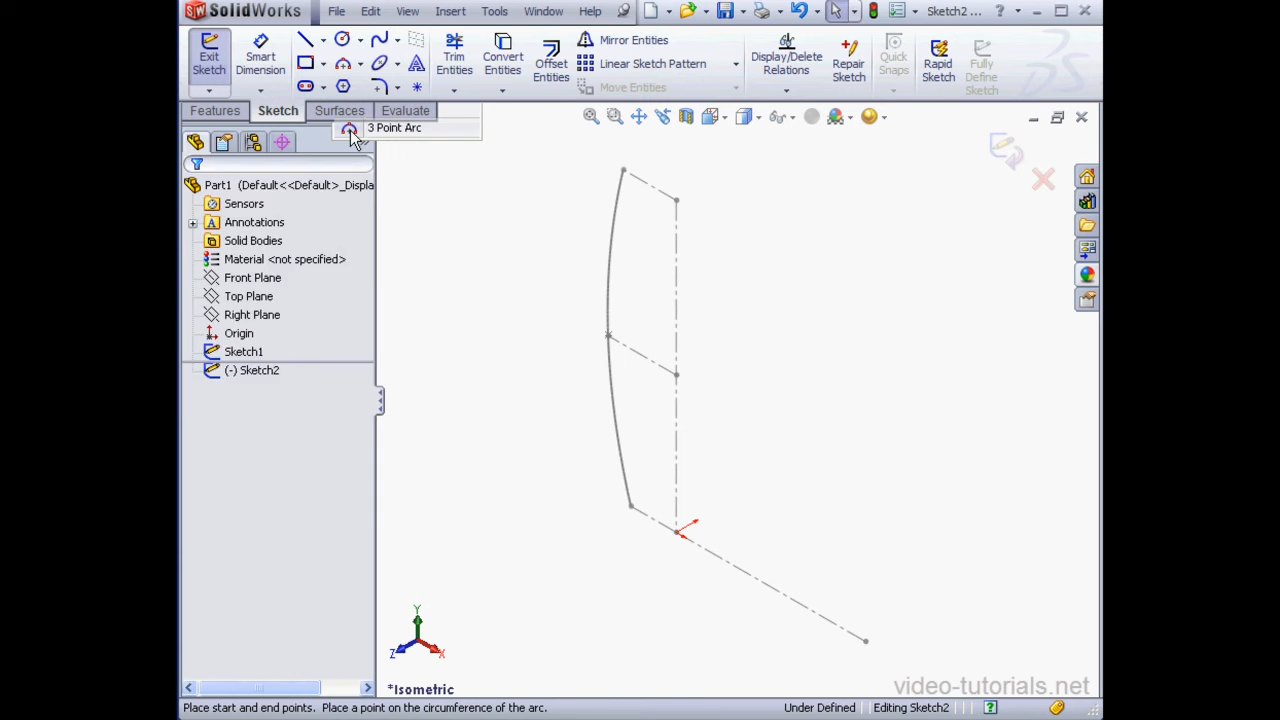 SolidWorks File Edit View Insert Tools Window Help Sketch2 ... ?
Exit Sketch
Smart Dimension
Trim Entities
Convert Entities
Offset Entities
Mirror Entities
Linear Sketch Pattern
Move Entities
Display/Delete Relations
Repair Sketch
Quick Snaps
Rapid Sketch
Fully Define Sketch
Features Sketch Surfaces Evaluate
3 Point Arc
Part1 (Default<<Default>_Displa
Sensors
A Annotations
Solid Bodies
Material <not specified>
Front Plane
Top Plane
Right Plane
Origin
Sketch1
(-) Sketch2
Y
Z X
*Isometric
video-tutorials.net
Place start and end points. Place a point on the circumference of the arc. Under Defined Editing Sketch2 ?